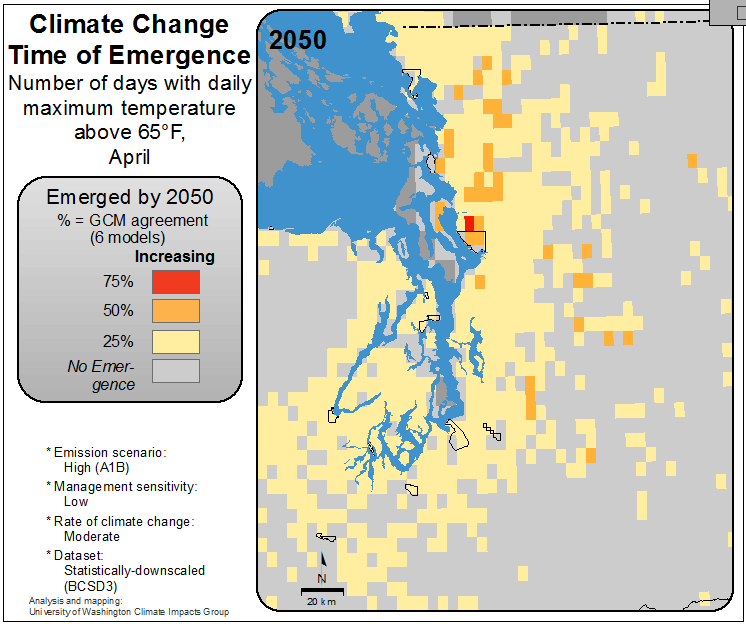 Climate Change
Time of Emergence
Number of days with daily
maximum temperature
above 65°F,
April
Emerged by 2050
% = GCM agreement
(6 models)
Increasing
75%
50%
25%
No Emer-
gence
* Emission scenario:
High (A1B)
* Management sensitivity:
Low
* Rate of climate change:
Moderate
* Dataset:
Statistically-downscaled
(BCSD3)
Analysis and mapping:
University of Washington Climate Impacts Group
2050
N
20 km